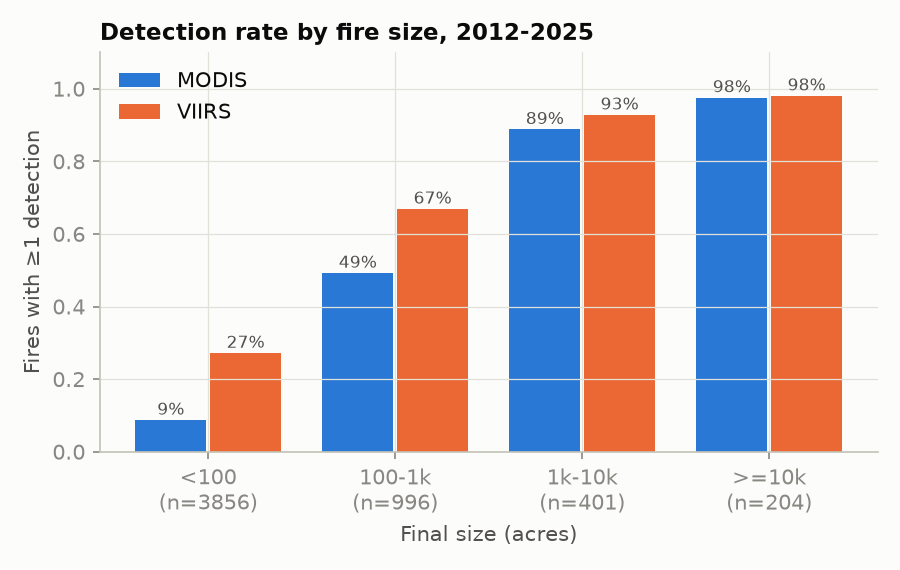 Detection rate by fire size, 2012-2025
MODIS
VIIRS
Fires with ≥1 detection
1.0
0.8
0.6
0.4
0.2
0.0
9%
27%
49%
67%
89%
93%
98%
98%
<100
(n=3856)
100-1k
(n=996)
1k-10k
(n=401)
>=10k
(n=204)
Final size (acres)